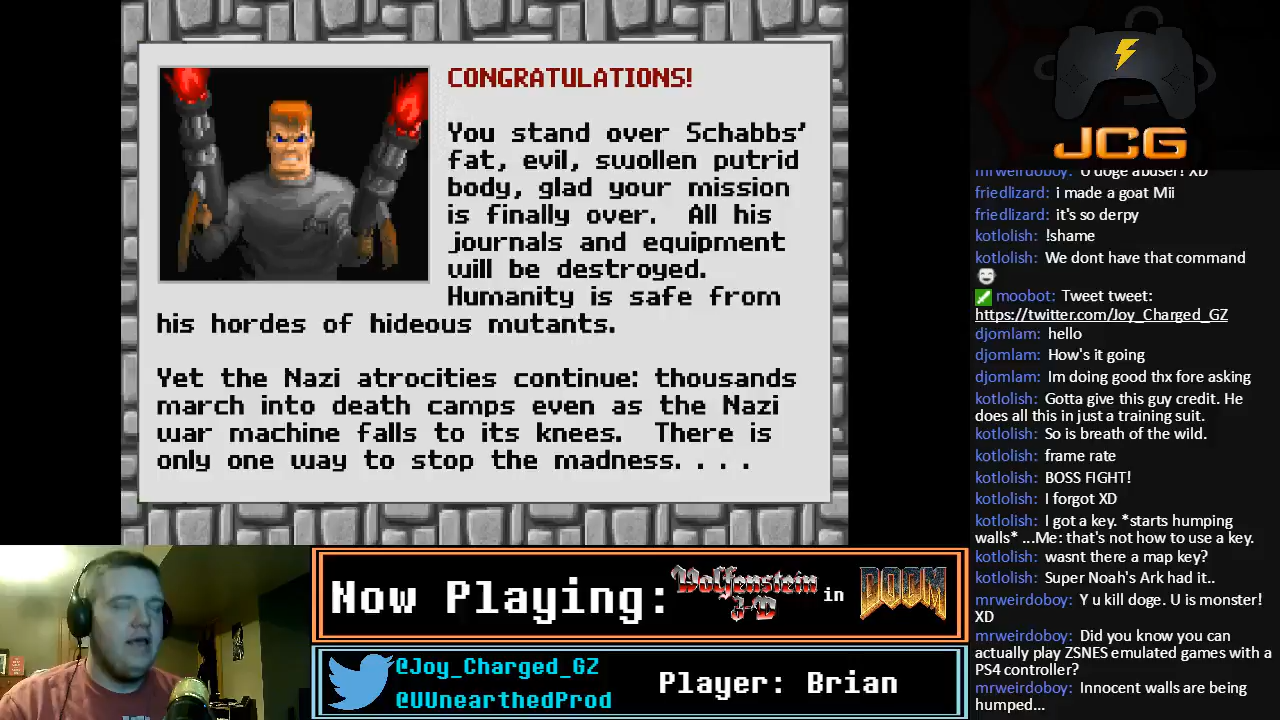 CONGRATULATIONS!
You stand over Schabbs'
fat, evil, swollen putrid
body, glad your mission
is finally over. All his
journals and equipment
will be destroyed.
Humanity is safe from
his hordes of hideous mutants.
Yet the Nazi atrocities continue: thousands
march into death camps even as the Nazi
war machine falls to its knees. There is
only one way to stop the madness. . . .
JCG
mrweirdoboy: U doge abuser! XD
friedlizard: i made a goat Mii
friedlizard: it's so derpy
kotlolish: !shame
kotlolish: We dont have that command
moobot: Tweet tweet:
https://twitter.com/Joy_Charged_GZ
djomlam: hello
djomlam: How's it going
djomlam: Im doing good thx fore asking
kotlolish: Gotta give this guy credit. He
does all this in just a training suit.
kotlolish: So is breath of the wild.
kotlolish: frame rate
kotlolish: BOSS FIGHT!
kotlolish: I forgot XD
kotlolish: I got a key. *starts humping
walls* ...Me: that's not how to use a key.
kotlolish: wasnt there a map key?
kotlolish: Super Noah's Ark had it..
mrweirdoboy: Y u kill doge. U is monster!
XD
mrweirdoboy: Did you know you can
actually play ZSNES emulated games with a
PS4 controller?
mrweirdoboy: Innocent walls are being
humped...
Now Playing: Wolfenstein 3-D in DOOM
@Joy_Charged_GZ
@UUnearthedProd
Player: Brian